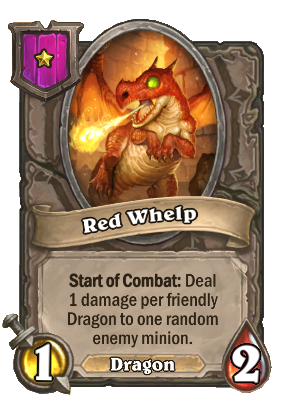 Red Whelp
Start of Combat: Deal
1 damage per friendly
Dragon to one random
enemy minion.
1
Dragon
2